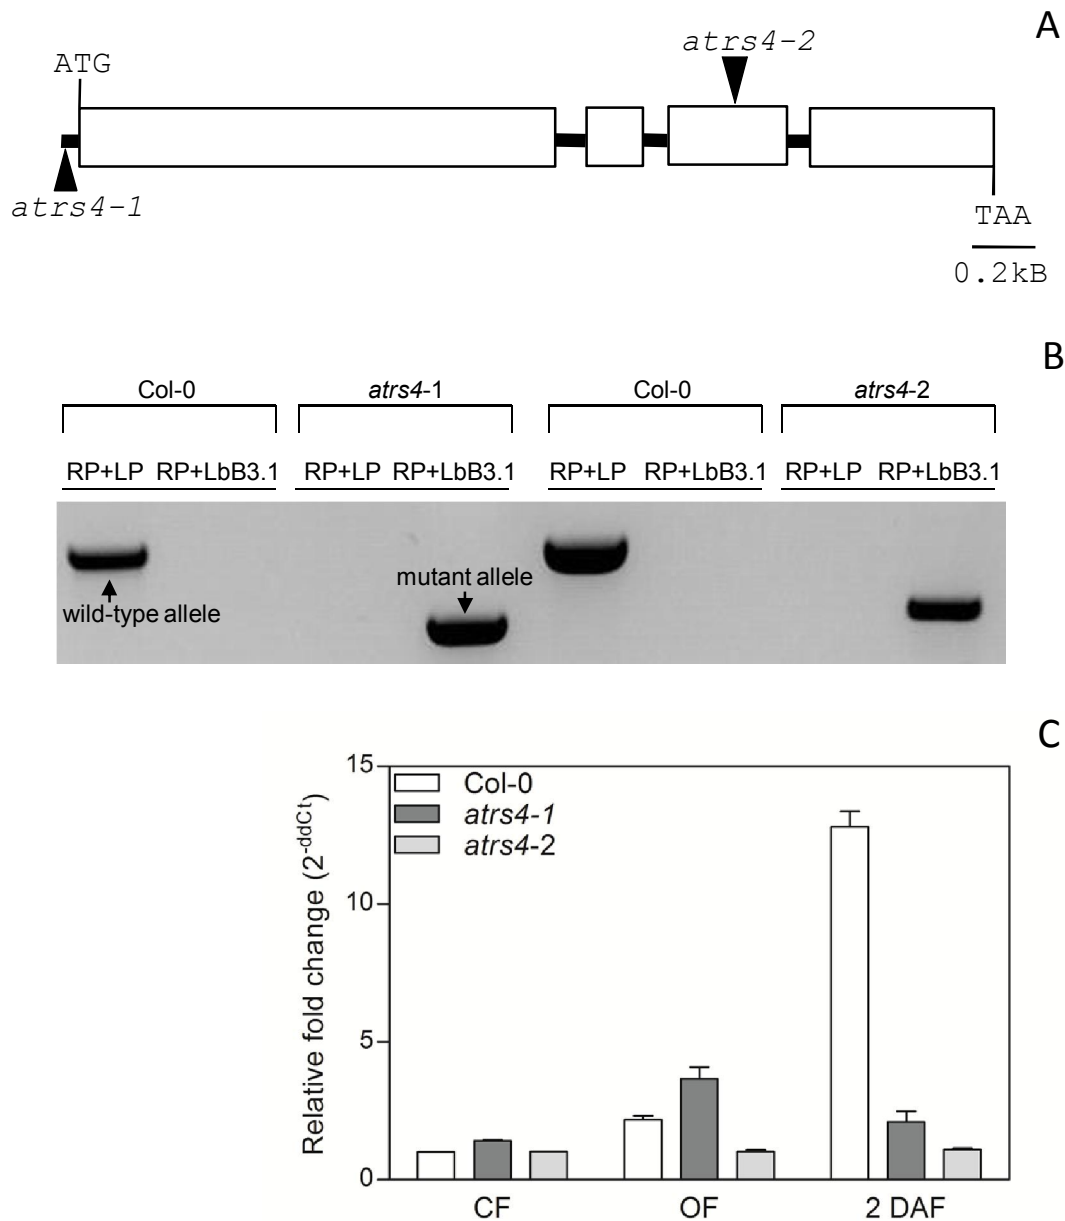 A
atrs4-2
ATG
atrs4-1
TAA
0.2kB
B
Col-0 atrs4-1 Col-0 atrs4-2
RP+LP RP+LbB3.1 RP+LP RP+LbB3.1 RP+LP RP+LbB3.1 RP+LP RP+LbB3.1
mutant allele
wild-type allele
C
15
Col-0
atrs4-1
atrs4-2
10
5
0
Relative fold change (2-ddCt)
CF OF 2 DAF